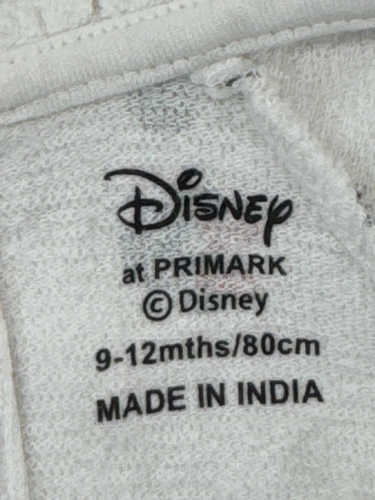 Disney
at PRIMARK
© Disney
9-12mths/80cm
MADE IN INDIA